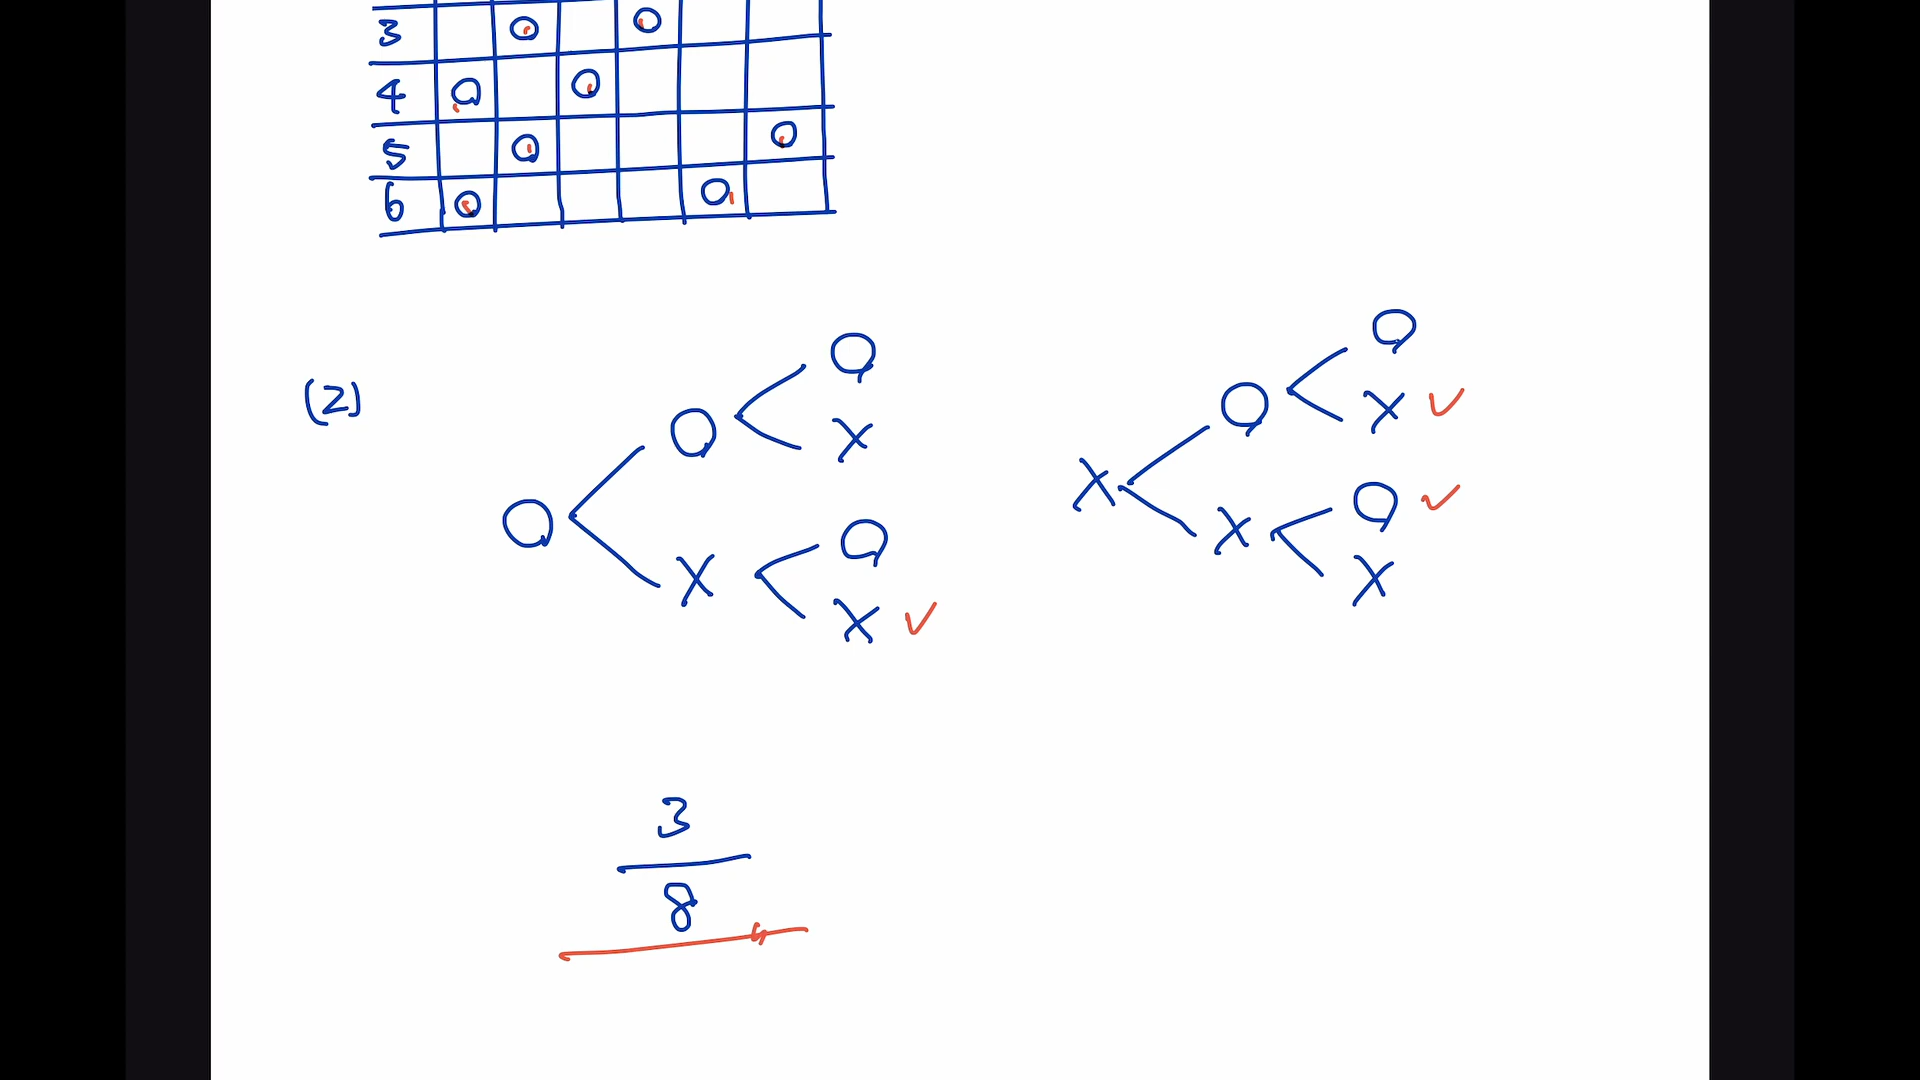 3 O O
4 O O
5 O O
6 O O
(2)
O O O
X
X O
X ✓
X O O
X ✓
X O ✓
X
3
8